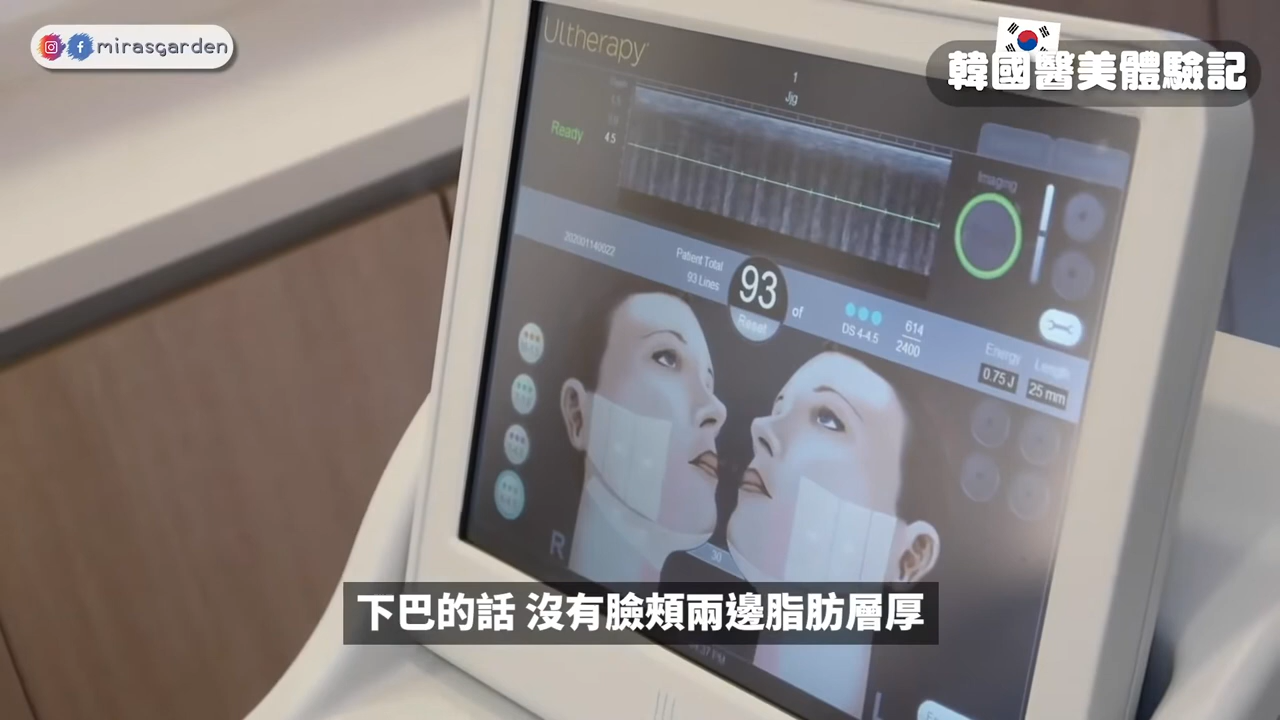 mirasgarden
韓國醫美體驗記
Ultherapy
1
Jjg
Ready
4.5
Imaging
202001140022
Patient Total
93 Lines
93
of
Reset
DS 4-4.5
614
2400
Energy
Length
0.75 J
25 mm
R
30
L
下巴的話 沒有臉頰兩邊脂肪層厚